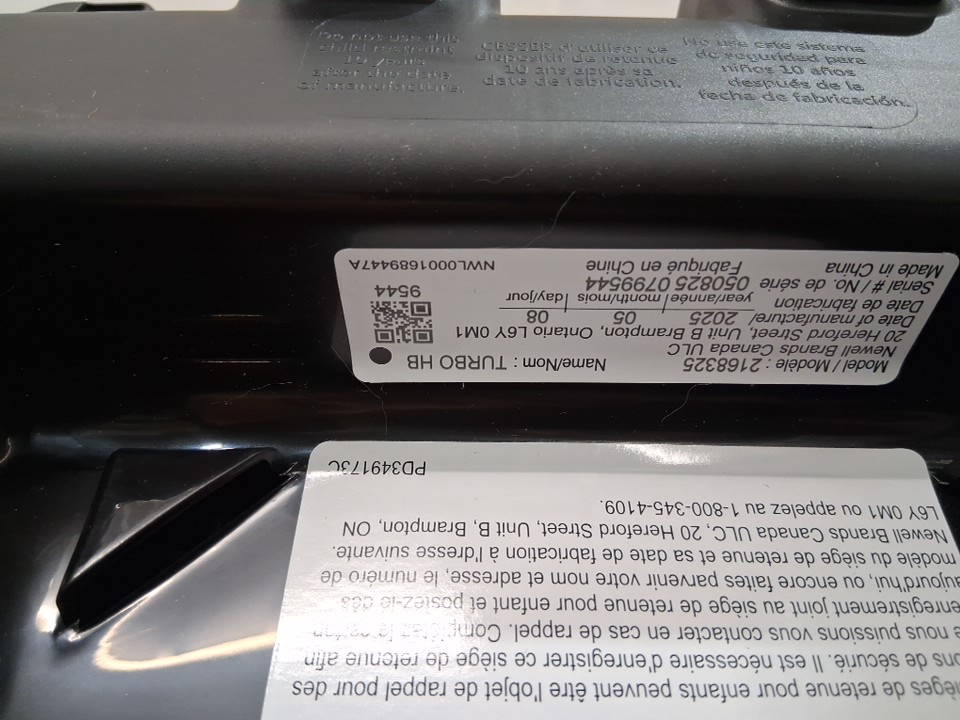 Do not use this
child restraint
10 years
after the date
of manufacture.
CESSER d'utiliser ce
dispositif de retenue
10 ans après sa
date de fabrication.
No use este sistema
de seguridad para
niños 10 años
después de la
fecha de fabricación.
Model / Modèle : 2168325 Name/Nom : TURBO HB
Newell Brands Canada ULC
20 Hereford Street, Unit B Brampton, Ontario L6Y 0M1
Date of manufacture/ 2025 05 08
Date de fabrication year/année month/mois day/jour
Serial # / No. de série 050825 0799544
9544
Made in China Fabriqué en Chine
NWL0001689447A
sièges de retenue pour enfants peuvent être l'objet de rappel pour des
de sécurié. Il est nécessaire d'enregistrer ce siège de retenue afin
nous puissions vous contacter en cas de rappel. Complétez la
enregistrement joint au siège de retenue pour enfant et postez-le dès
aujourd'hui, ou encore faites parvenir votre nom et adresse, le numéro de
modèle du siège de retenue et sa date de fabrication à l'dresse suivante.
Newell Brands Canada ULC, 20 Hereford Street, Unit B, Brampton, ON
L6Y 0M1 ou appelez au 1-800-345-4109.
PD349173C